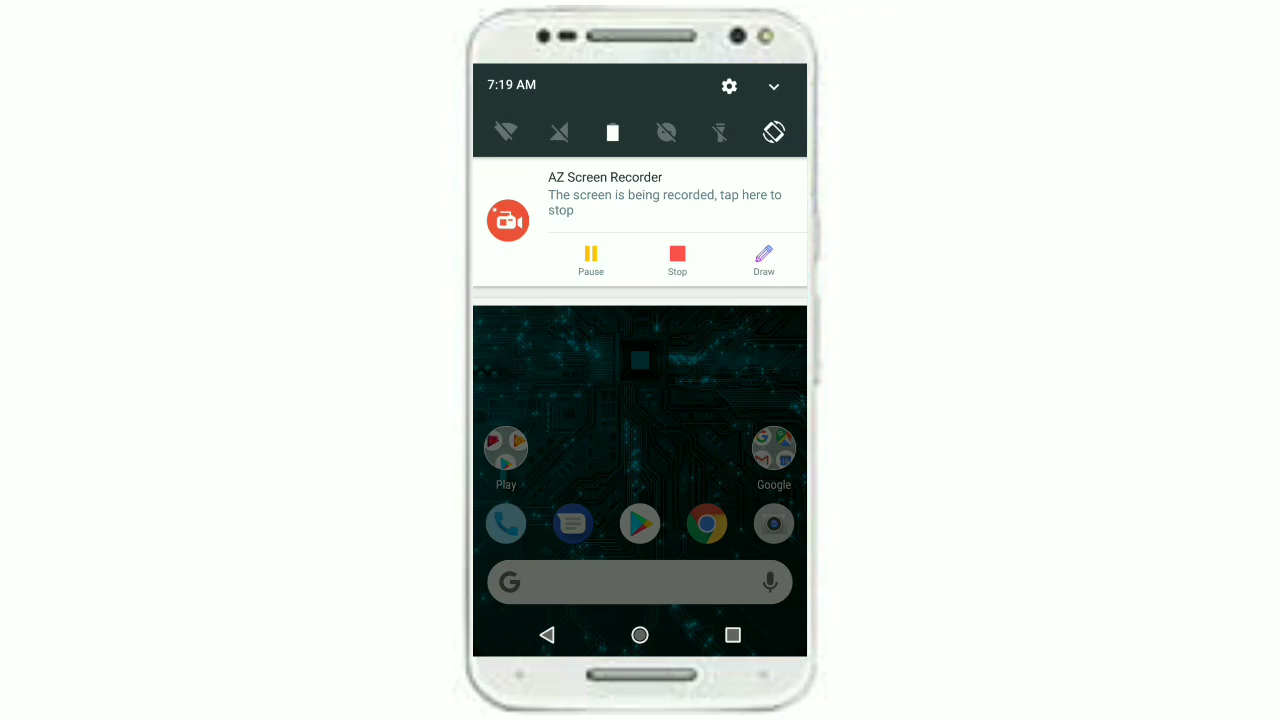 7:19 AM
AZ Screen Recorder
The screen is being recorded, tap here to
stop
Pause
Stop
Draw
Play
Google